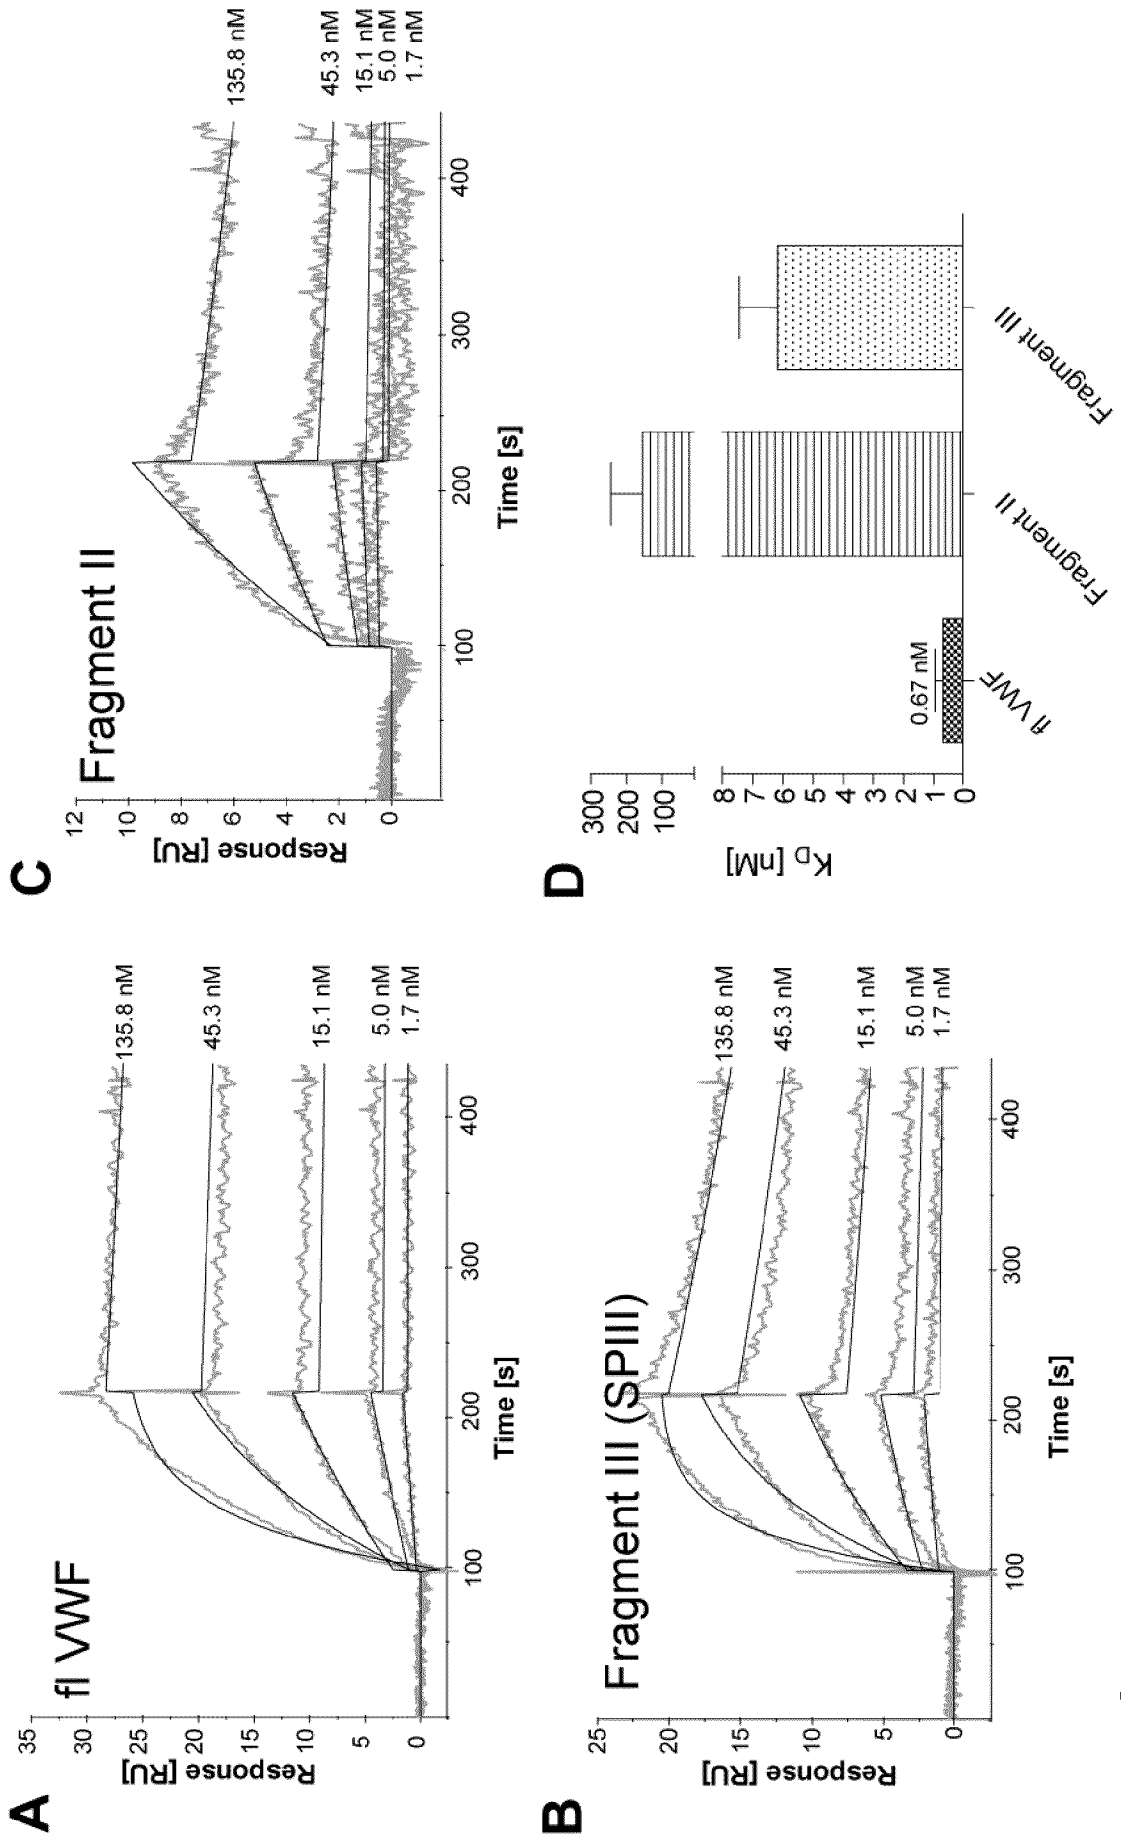 A
fl VWF
Response [RU]
35
30
25
20
15
10
5
0
100
200
300
400
Time [s]
135.8 nM
45.3 nM
15.1 nM
5.0 nM
1.7 nM
B
Fragment III (SPIII)
Response [RU]
25
20
15
10
5
0
100
200
300
400
Time [s]
135.8 nM
45.3 nM
15.1 nM
5.0 nM
1.7 nM
C
Fragment II
Response [RU]
12
10
8
6
4
2
0
100
200
300
400
Time [s]
135.8 nM
45.3 nM
15.1 nM
5.0 nM
1.7 nM
D
KD [nM]
300
200
100
8
7
6
5
4
3
2
1
0
0.67 nM
fl VWF
Fragment II
Fragment III